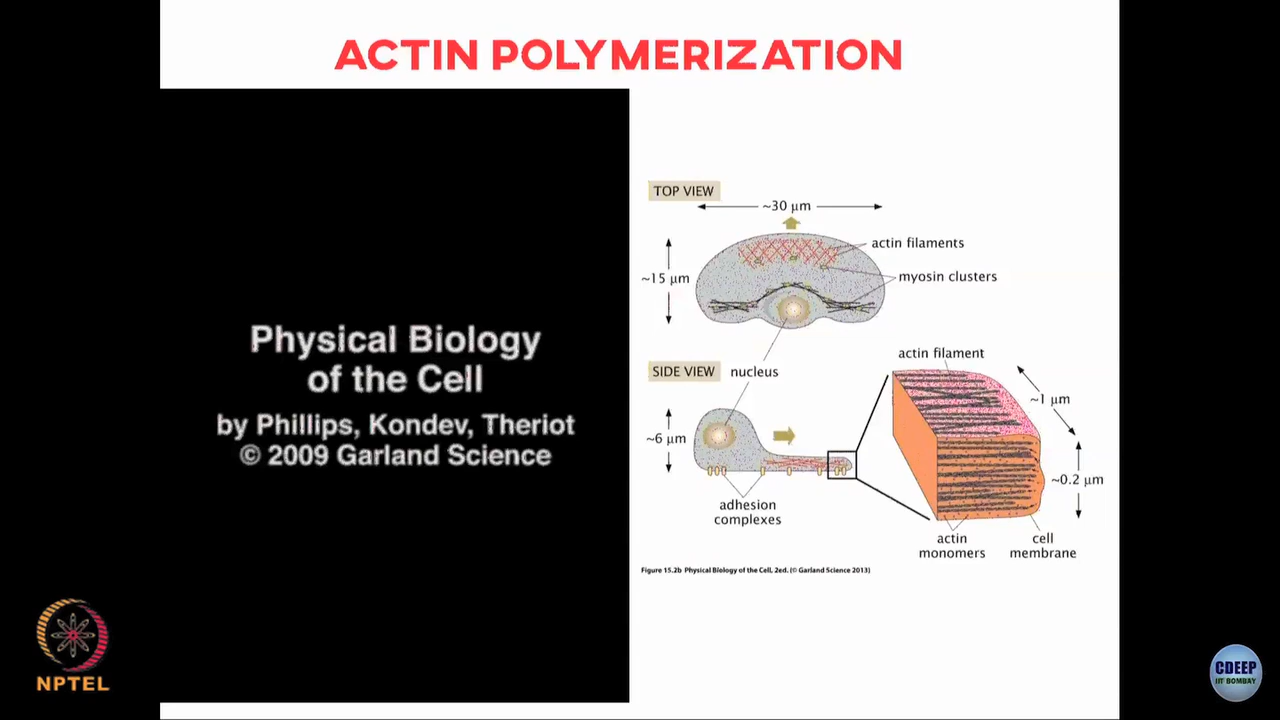 ACTIN POLYMERIZATION
Physical Biology
of the Cell
by Phillips, Kondev, Theriot
© 2009 Garland Science
TOP VIEW
~30 μm
actin filaments
~15 μm
myosin clusters
SIDE VIEW
nucleus
actin filament
~1 μm
~6 μm
~0.2 μm
adhesion
complexes
actin
monomers
cell
membrane
Figure 15.2b Physical Biology of the Cell, 2ed. (© Garland Science 2013)
NPTEL
CDEEP
IIT BOMBAY